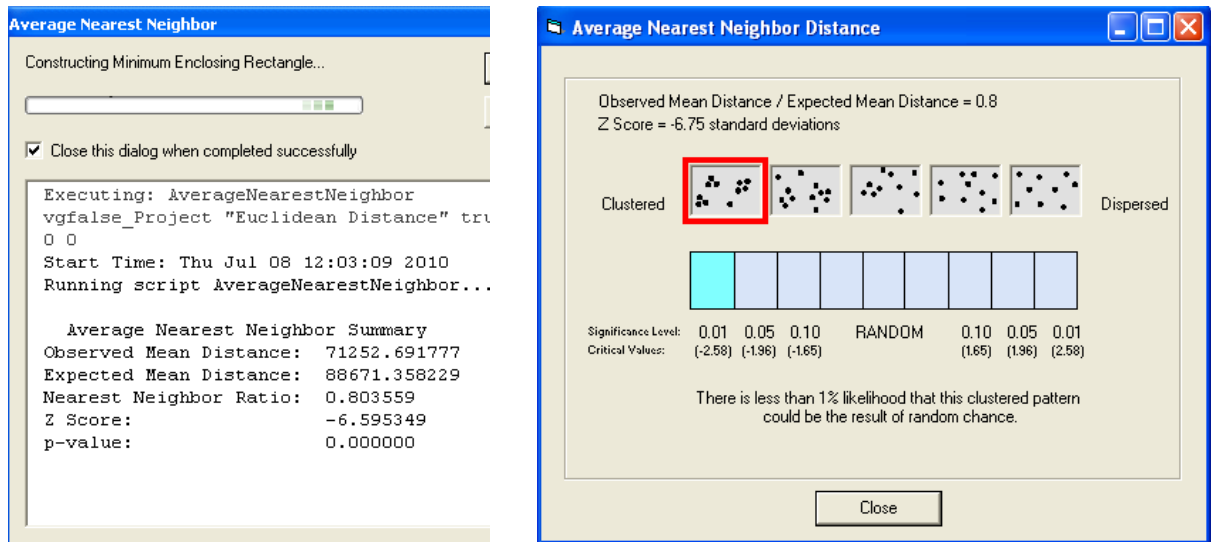 Average Nearest Neighbor
Constructing Minimum Enclosing Rectangle...
Close this dialog when completed successfully
Executing: AverageNearestNeighbor
vgfalse_Project "Euclidean Distance" tru
0 0
Start Time: Thu Jul 08 12:03:09 2010
Running script AverageNearestNeighbor...
Average Nearest Neighbor Summary
Observed Mean Distance: 71252.691777
Expected Mean Distance: 88671.358229
Nearest Neighbor Ratio: 0.803559
Z Score: -6.595349
p-value: 0.000000
Average Nearest Neighbor Distance
Observed Mean Distance / Expected Mean Distance = 0.8
Z Score = -6.75 standard deviations
Clustered Dispersed
Significance Level: 0.01 0.05 0.10 RANDOM 0.10 0.05 0.01
Critical Values: (-2.58) (-1.96) (-1.65) (1.65) (1.96) (2.58)
There is less than 1% likelihood that this clustered pattern
could be the result of random chance.
Close